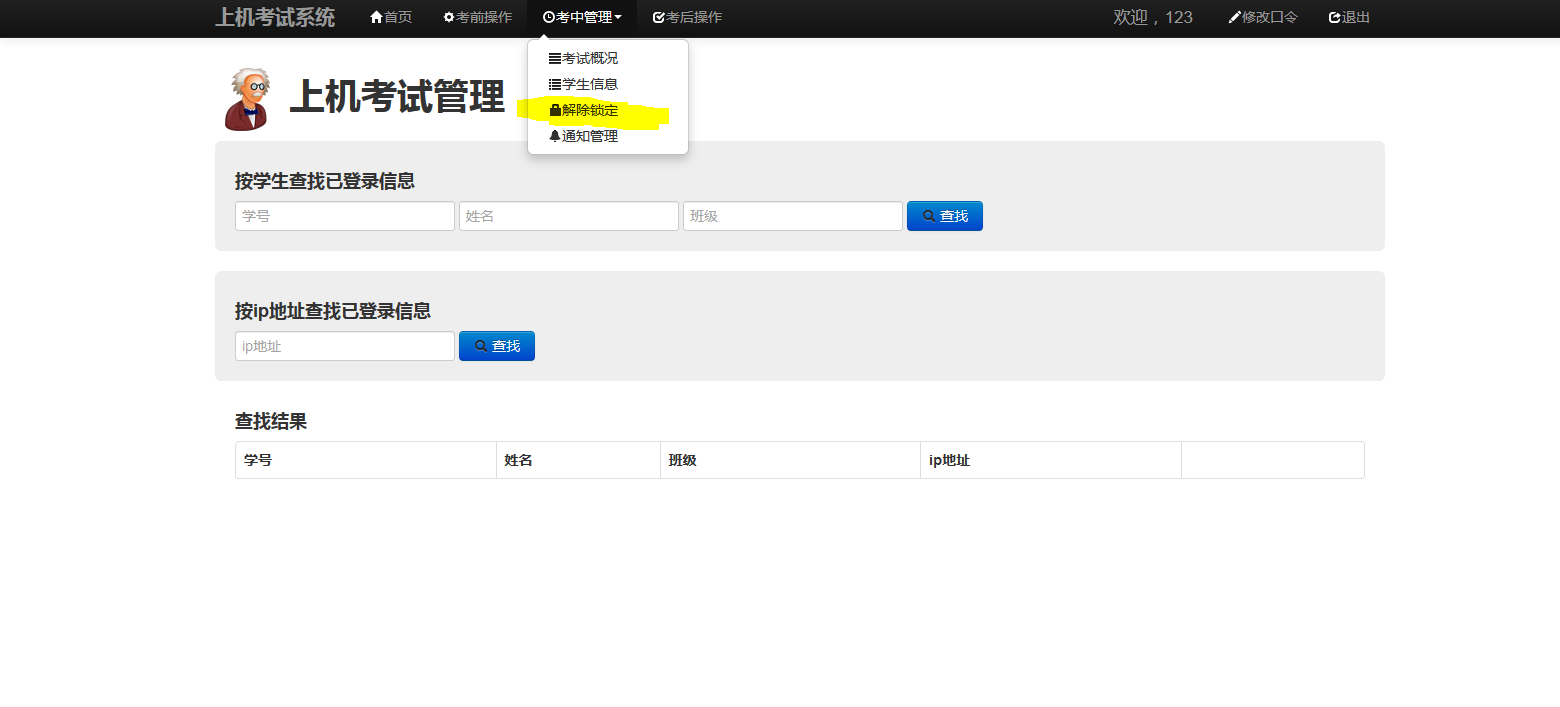 上机考试系统 首页 考前操作 考中管理 考后操作 欢迎，123 修改口令 退出
考试概况
学生信息
解除锁定
通知管理
上机考试管理
按学生查找已登录信息
学号 姓名 班级 查找
按ip地址查找已登录信息
ip地址 查找
查找结果
学号 姓名 班级 ip地址